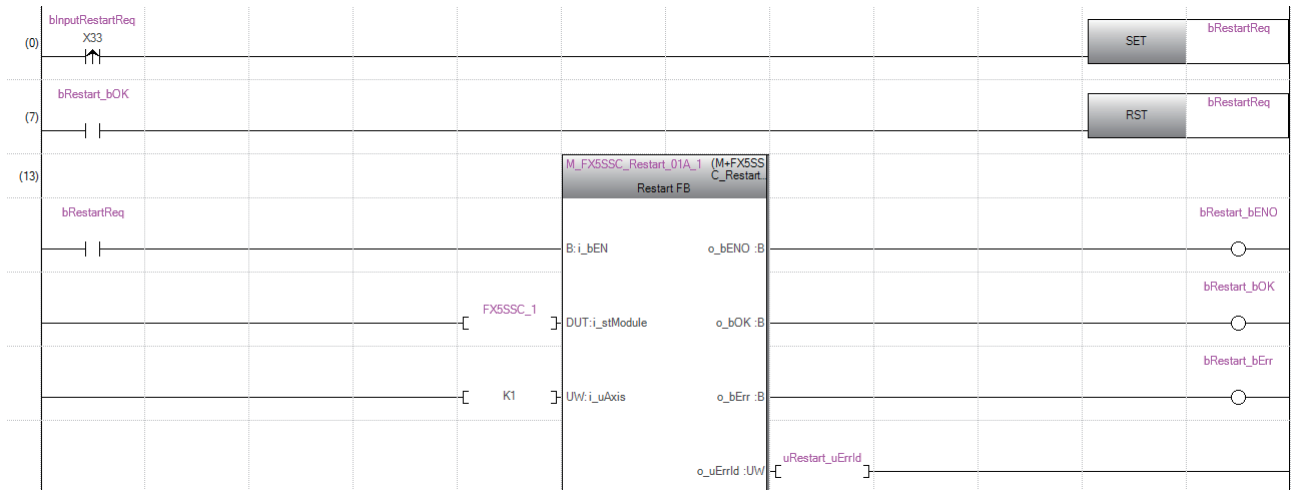 bInputRestartReq
X33
(0)
SET
bRestartReq
bRestart_bOK
(7)
RST
bRestartReq
(13)
M_FX5SSC_Restart_01A_1 (M+FX5SS
C_Restart..
Restart FB
bRestartReq
bRestart_bENO
B:i_bEN
o_bENO :B
bRestart_bOK
FX5SSC_1
DUT:i_stModule
o_bOK :B
bRestart_bErr
K1
UW:i_uAxis
o_bErr :B
uRestart_uErrId
o_uErrId :UW